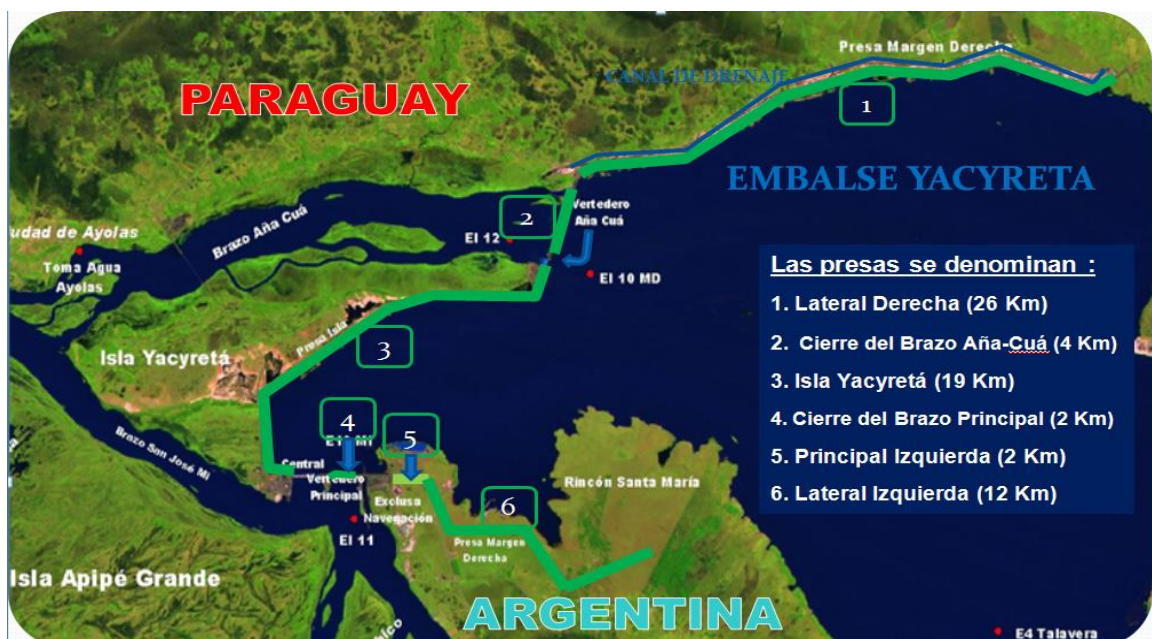 Presa Margen Derecha
CANAL DE DRENAJE
PARAGUAY
1
EMBALSE YACYRETA
2
Vertedero
Aña Cuá
Brazo Aña Cuá
El 12
El 10 MD
Ciudad de Ayolas
Toma Agua
Ayolas
Las presas se denominan :
1. Lateral Derecha (26 Km)
2. Cierre del Brazo Aña-Cuá (4 Km)
3. Isla Yacyretá (19 Km)
4. Cierre del Brazo Principal (2 Km)
5. Principal Izquierda (2 Km)
6. Lateral Izquierda (12 Km)
Presa Isla
3
Isla Yacyretá
4
5
Brazo San José Mi
Central
Vertedero
Principal
Exclusa
Navegación
6
Rincón Santa María
El 11
Presa Margen
Derecha
Isla Apipé Grande
ARGENTINA
E4 Talavera